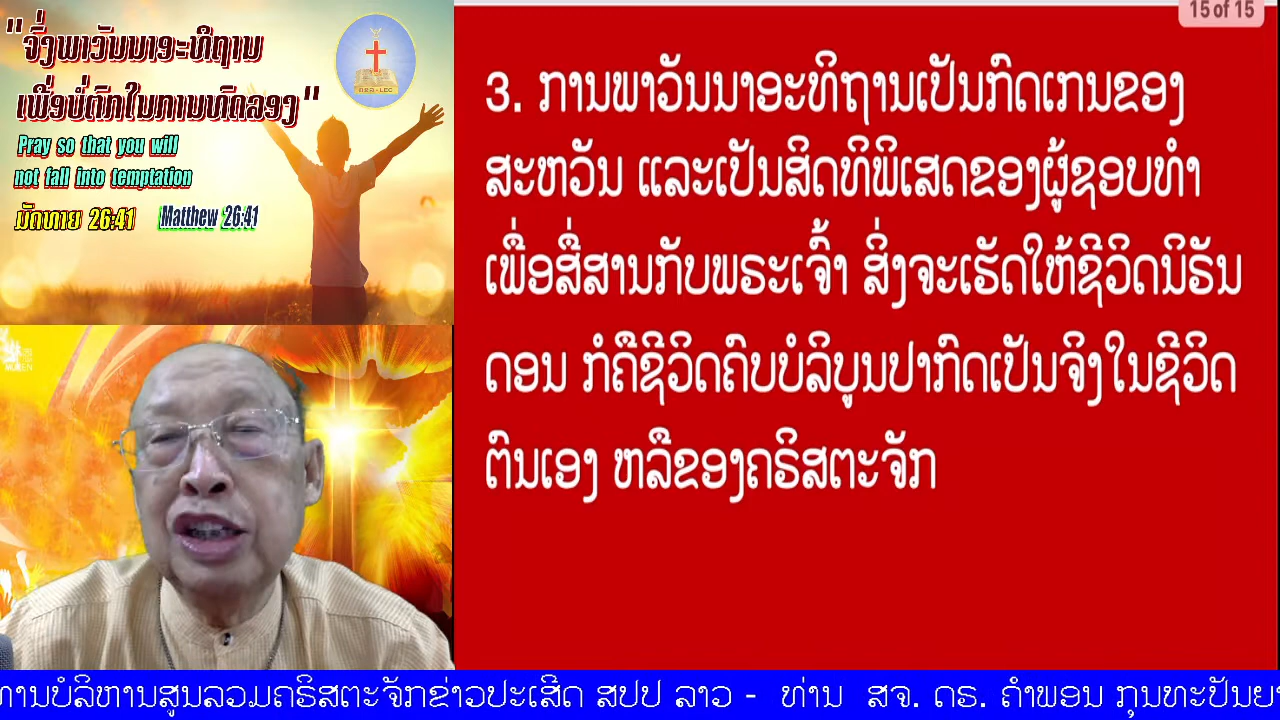 "ຈົ່ງພາວັນນາອະທິຖານ
ເພື່ອບໍ່ຕົກໃນການທົດລອງ"
Pray so that you will
not fall into temptation
ມັດທາຍ 26:41 Matthew 26:41
15 of 15
3. ການພາວັນນາອະທິຖານເປັນກົດເກນຂອງ
ສະຫວັນ ແລະເປັນສິດທິພິເສດຂອງຜູ້ຊອບທຳ
ເພື່ອສື່ສານກັບພຣະເຈົ້າ ສິ່ງຈະເຮັດໃຫ້ຊີວິດນິຣັນ
ດອນ ກໍຄືຊີວິດຄົບບໍລິບູນປາກົດເປັນຈິງໃນຊີວິດ
ຕົນເອງ ຫລືຂອງຄຣິສຕະຈັກ
ການບໍລິຫານສູນລວມຄຣິສຕະຈັກຂ່າວປະເສີດ ສປປ ລາວ - ທ່ານ ສຈ. ດຣ. ຄຳພອນ ກຸນທະປັນຍາ